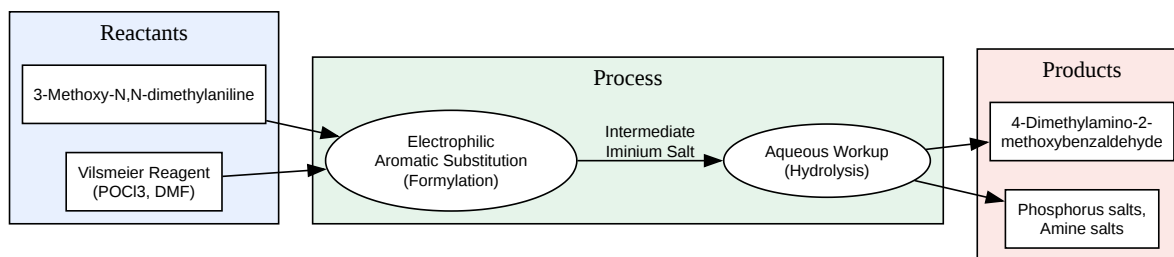 Reactants
3-Methoxy-N,N-dimethylaniline
Vilsmeier Reagent
(POCl3, DMF)
Process
Electrophilic
Aromatic Substitution
(Formylation)
Intermediate
Iminium Salt
Aqueous Workup
(Hydrolysis)
Products
4-Dimethylamino-2-
methoxybenzaldehyde
Phosphorus salts,
Amine salts